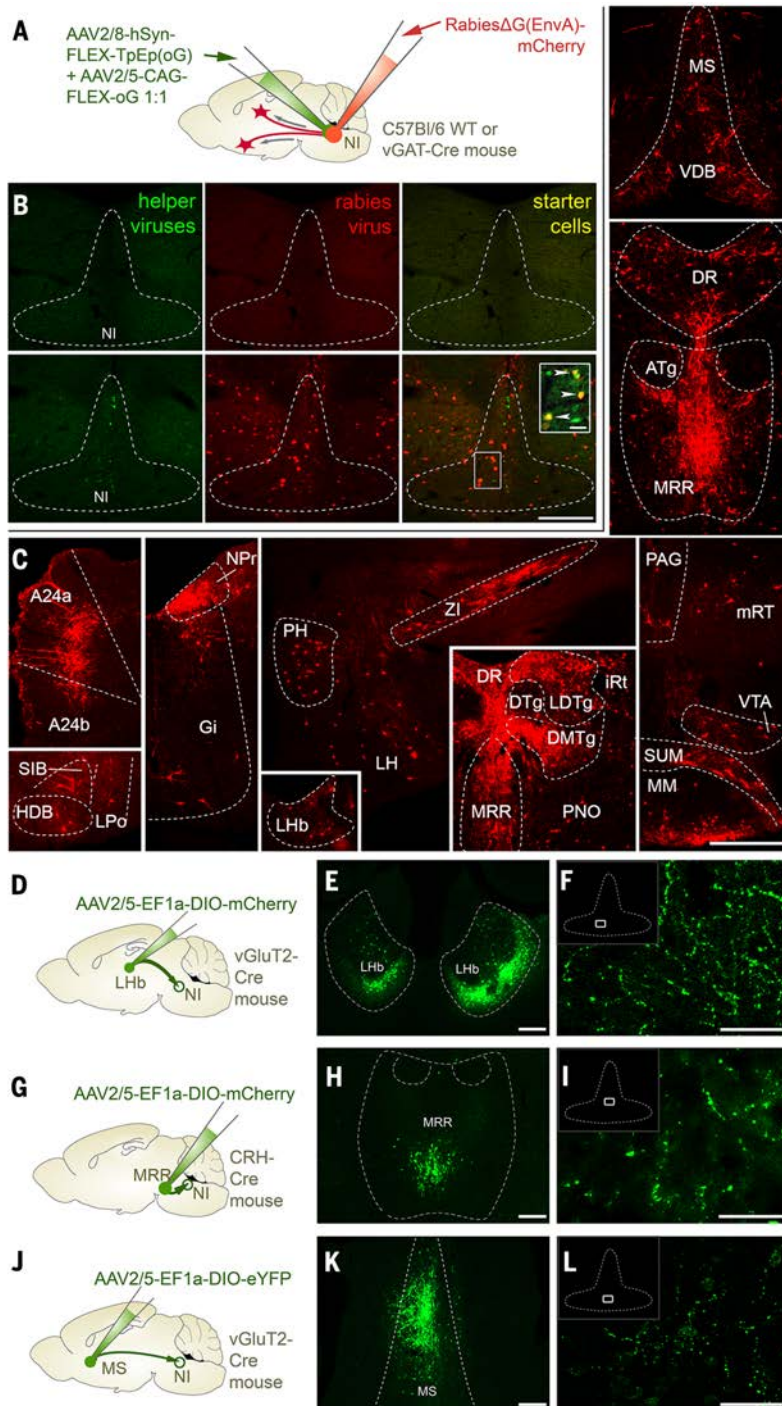 A
AAV2/8-hSyn-
FLEX-TpEp(oG)
+ AAV2/5-CAG-
FLEX-oG 1:1
RabiesΔG(EnvA)-
mCherry
NI
C57Bl/6 WT or
vGAT-Cre mouse
MS
VDB
B
helper
viruses
rabies
virus
starter
cells
NI
NI
DR
ATg
MRR
C
A24a
A24b
SIB
HDB
LPo
NPr
Gi
PH
ZI
LH
LHb
DR
DTg
LDTg
iRt
DMTg
MRR
PNO
PAG
mRT
VTA
SUM
MM
D
AAV2/5-EF1a-DIO-mCherry
LHb
NI
vGluT2-
Cre
mouse
E
LHb
LHb
F
G
AAV2/5-EF1a-DIO-mCherry
MRR
NI
CRH-
Cre
mouse
H
MRR
I
J
AAV2/5-EF1a-DIO-eYFP
MS
NI
vGluT2-
Cre
mouse
K
MS
L